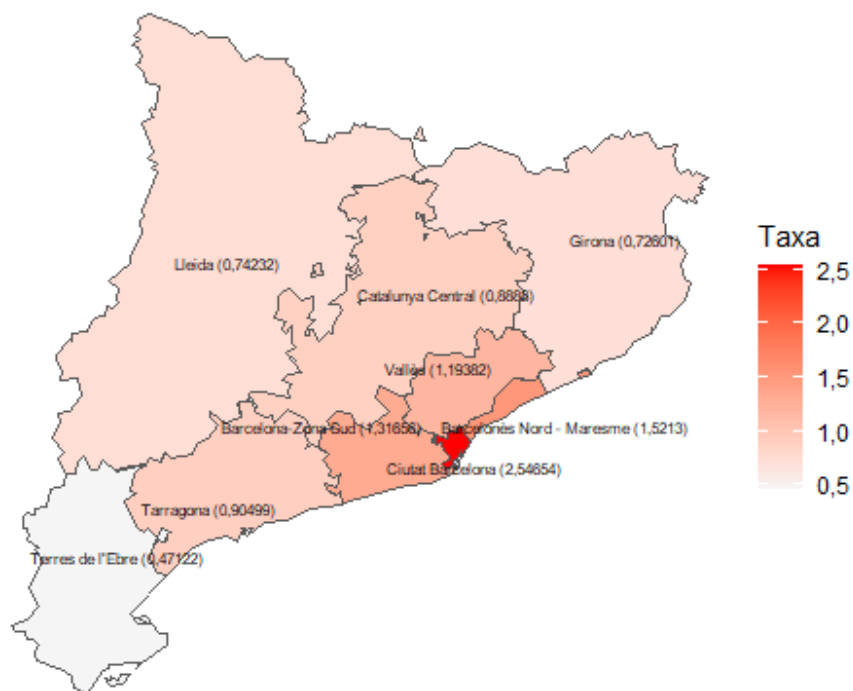 Girona (0,72601)
Lleida (0,74232)
Catalunya Central (0,8888)
Vallès (1,19382)
Barcelona-Zona Sud (1,31656)
Barcelonès Nord - Maresme (1,5213)
Ciutat Barcelona (2,54654)
Tarragona (0,90499)
Terres de l'Ebre (0,47122)
Taxa
2,5
2,0
1,5
1,0
0,5